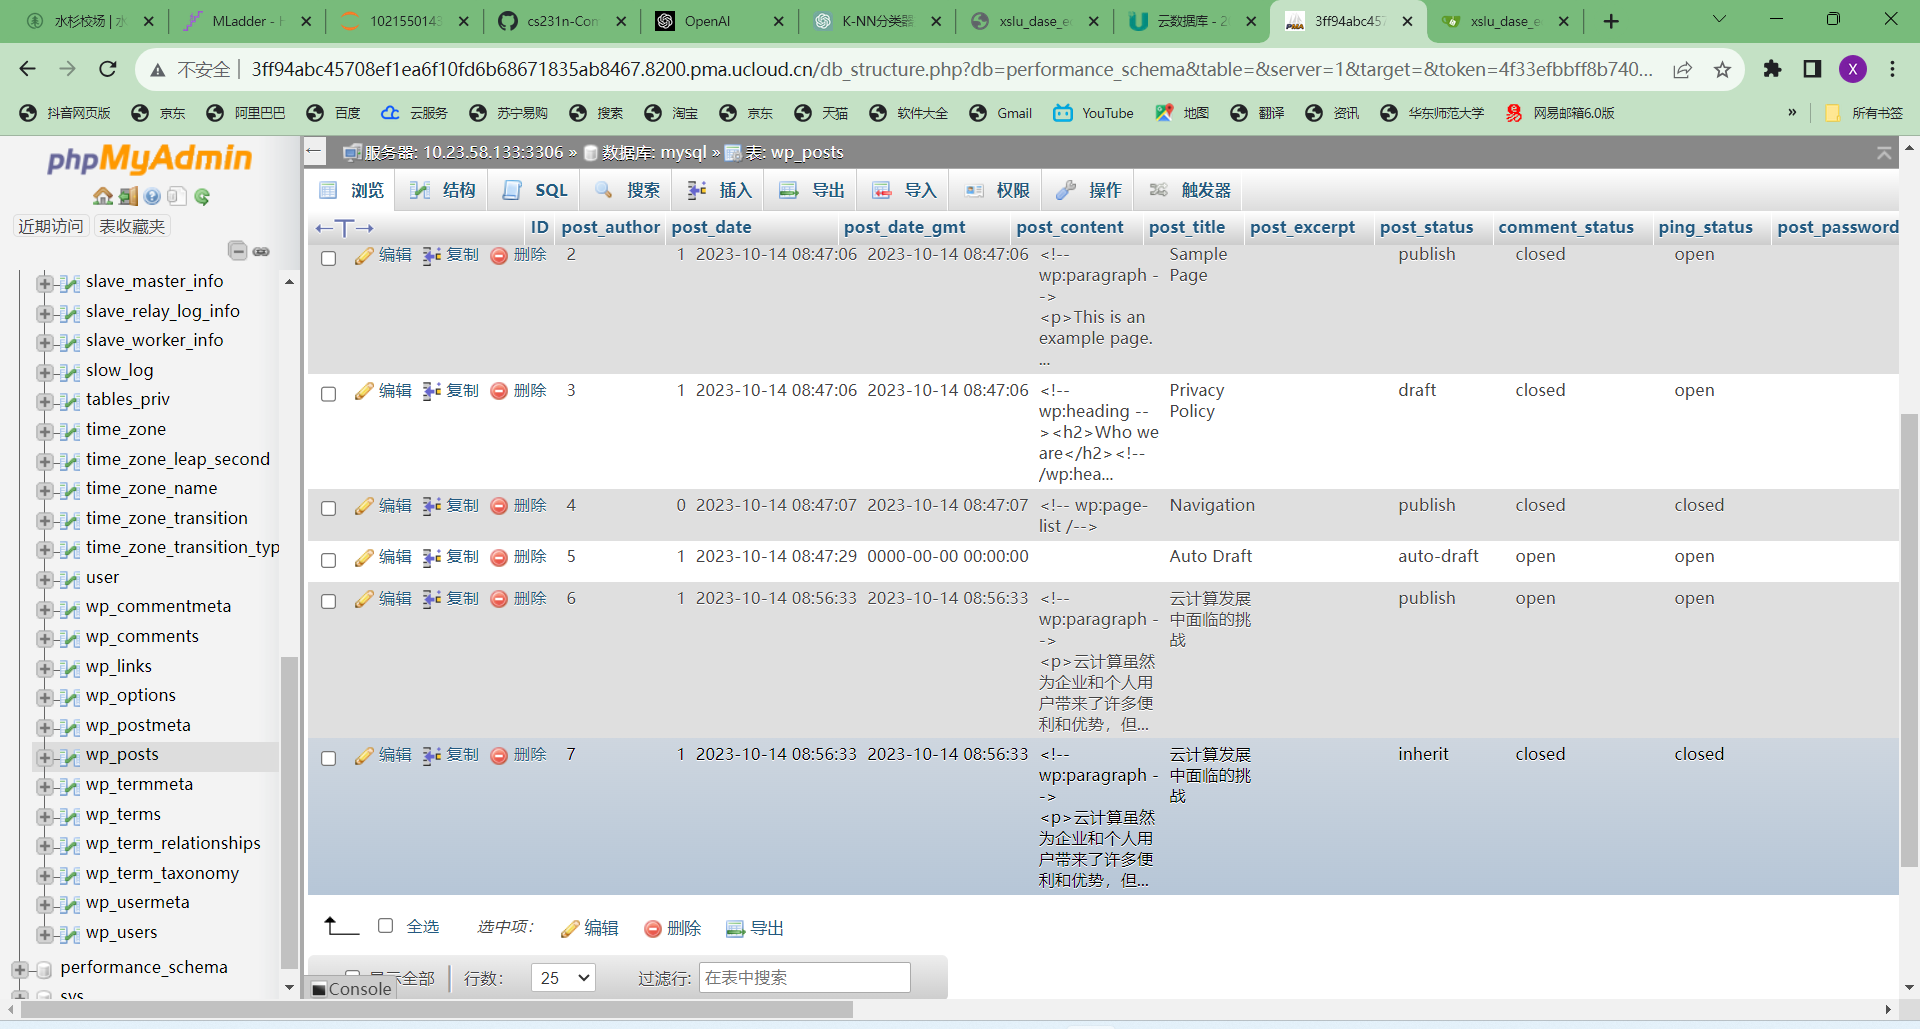 水杉校场 | 水
MLadder - H
1021550143
cs231n-Con
OpenAI
K-NN分类器
xslu_dase_ec
云数据库 - 2
3ff94abc457
xslu_dase_ec
不安全
3ff94abc45708ef1ea6f10fd6b68671835ab8467.8200.pma.ucloud.cn/db_structure.php?db=performance_schema&table=&server=1&target=&token=4f33efbbff8b740...
X
抖音网页版 京东 阿里巴巴 百度 云服务 苏宁易购 搜索 淘宝 京东 天猫 软件大全 Gmail YouTube 地图 翻译 资讯 华东师范大学 网易邮箱6.0版 » 所有书签
phpMyAdmin
近期访问 表收藏夹
slave_master_info
slave_relay_log_info
slave_worker_info
slow_log
tables_priv
time_zone
time_zone_leap_second
time_zone_name
time_zone_transition
time_zone_transition_typ
user
wp_commentmeta
wp_comments
wp_links
wp_options
wp_postmeta
wp_posts
wp_termmeta
wp_terms
wp_term_relationships
wp_term_taxonomy
wp_usermeta
wp_users
performance_schema
sys
服务器: 10.23.58.133:3306 » 数据库: mysql » 表: wp_posts
浏览 结构 SQL 搜索 插入 导出 导入 权限 操作 触发器
←T→ ID post_author post_date post_date_gmt post_content post_title post_excerpt post_status comment_status ping_status post_password
编辑 复制 删除 2 1 2023-10-14 08:47:06 2023-10-14 08:47:06 <!-- Sample publish closed open
wp:paragraph - Page
->
<p>This is an
example page.
...
编辑 复制 删除 3 1 2023-10-14 08:47:06 2023-10-14 08:47:06 <!-- Privacy draft closed open
wp:heading -- Policy
><h2>Who we
are</h2><!--
/wp:hea...
编辑 复制 删除 4 0 2023-10-14 08:47:07 2023-10-14 08:47:07 <!-- wp:page- Navigation publish closed closed
list /-->
编辑 复制 删除 5 1 2023-10-14 08:47:29 0000-00-00 00:00:00 Auto Draft auto-draft open open
编辑 复制 删除 6 1 2023-10-14 08:56:33 2023-10-14 08:56:33 <!-- 云计算发展 publish open open
wp:paragraph - 中面临的挑
-> 战
<p>云计算虽然
为企业和个人用
户带来了许多便
利和优势，但...
编辑 复制 删除 7 1 2023-10-14 08:56:33 2023-10-14 08:56:33 <!-- 云计算发展 inherit closed closed
wp:paragraph - 中面临的挑
-> 战
<p>云计算虽然
为企业和个人用
户带来了许多便
利和优势，但...
全选 选中项： 编辑 删除 导出
示全部 行数： 25 过滤行: 在表中搜索
Console